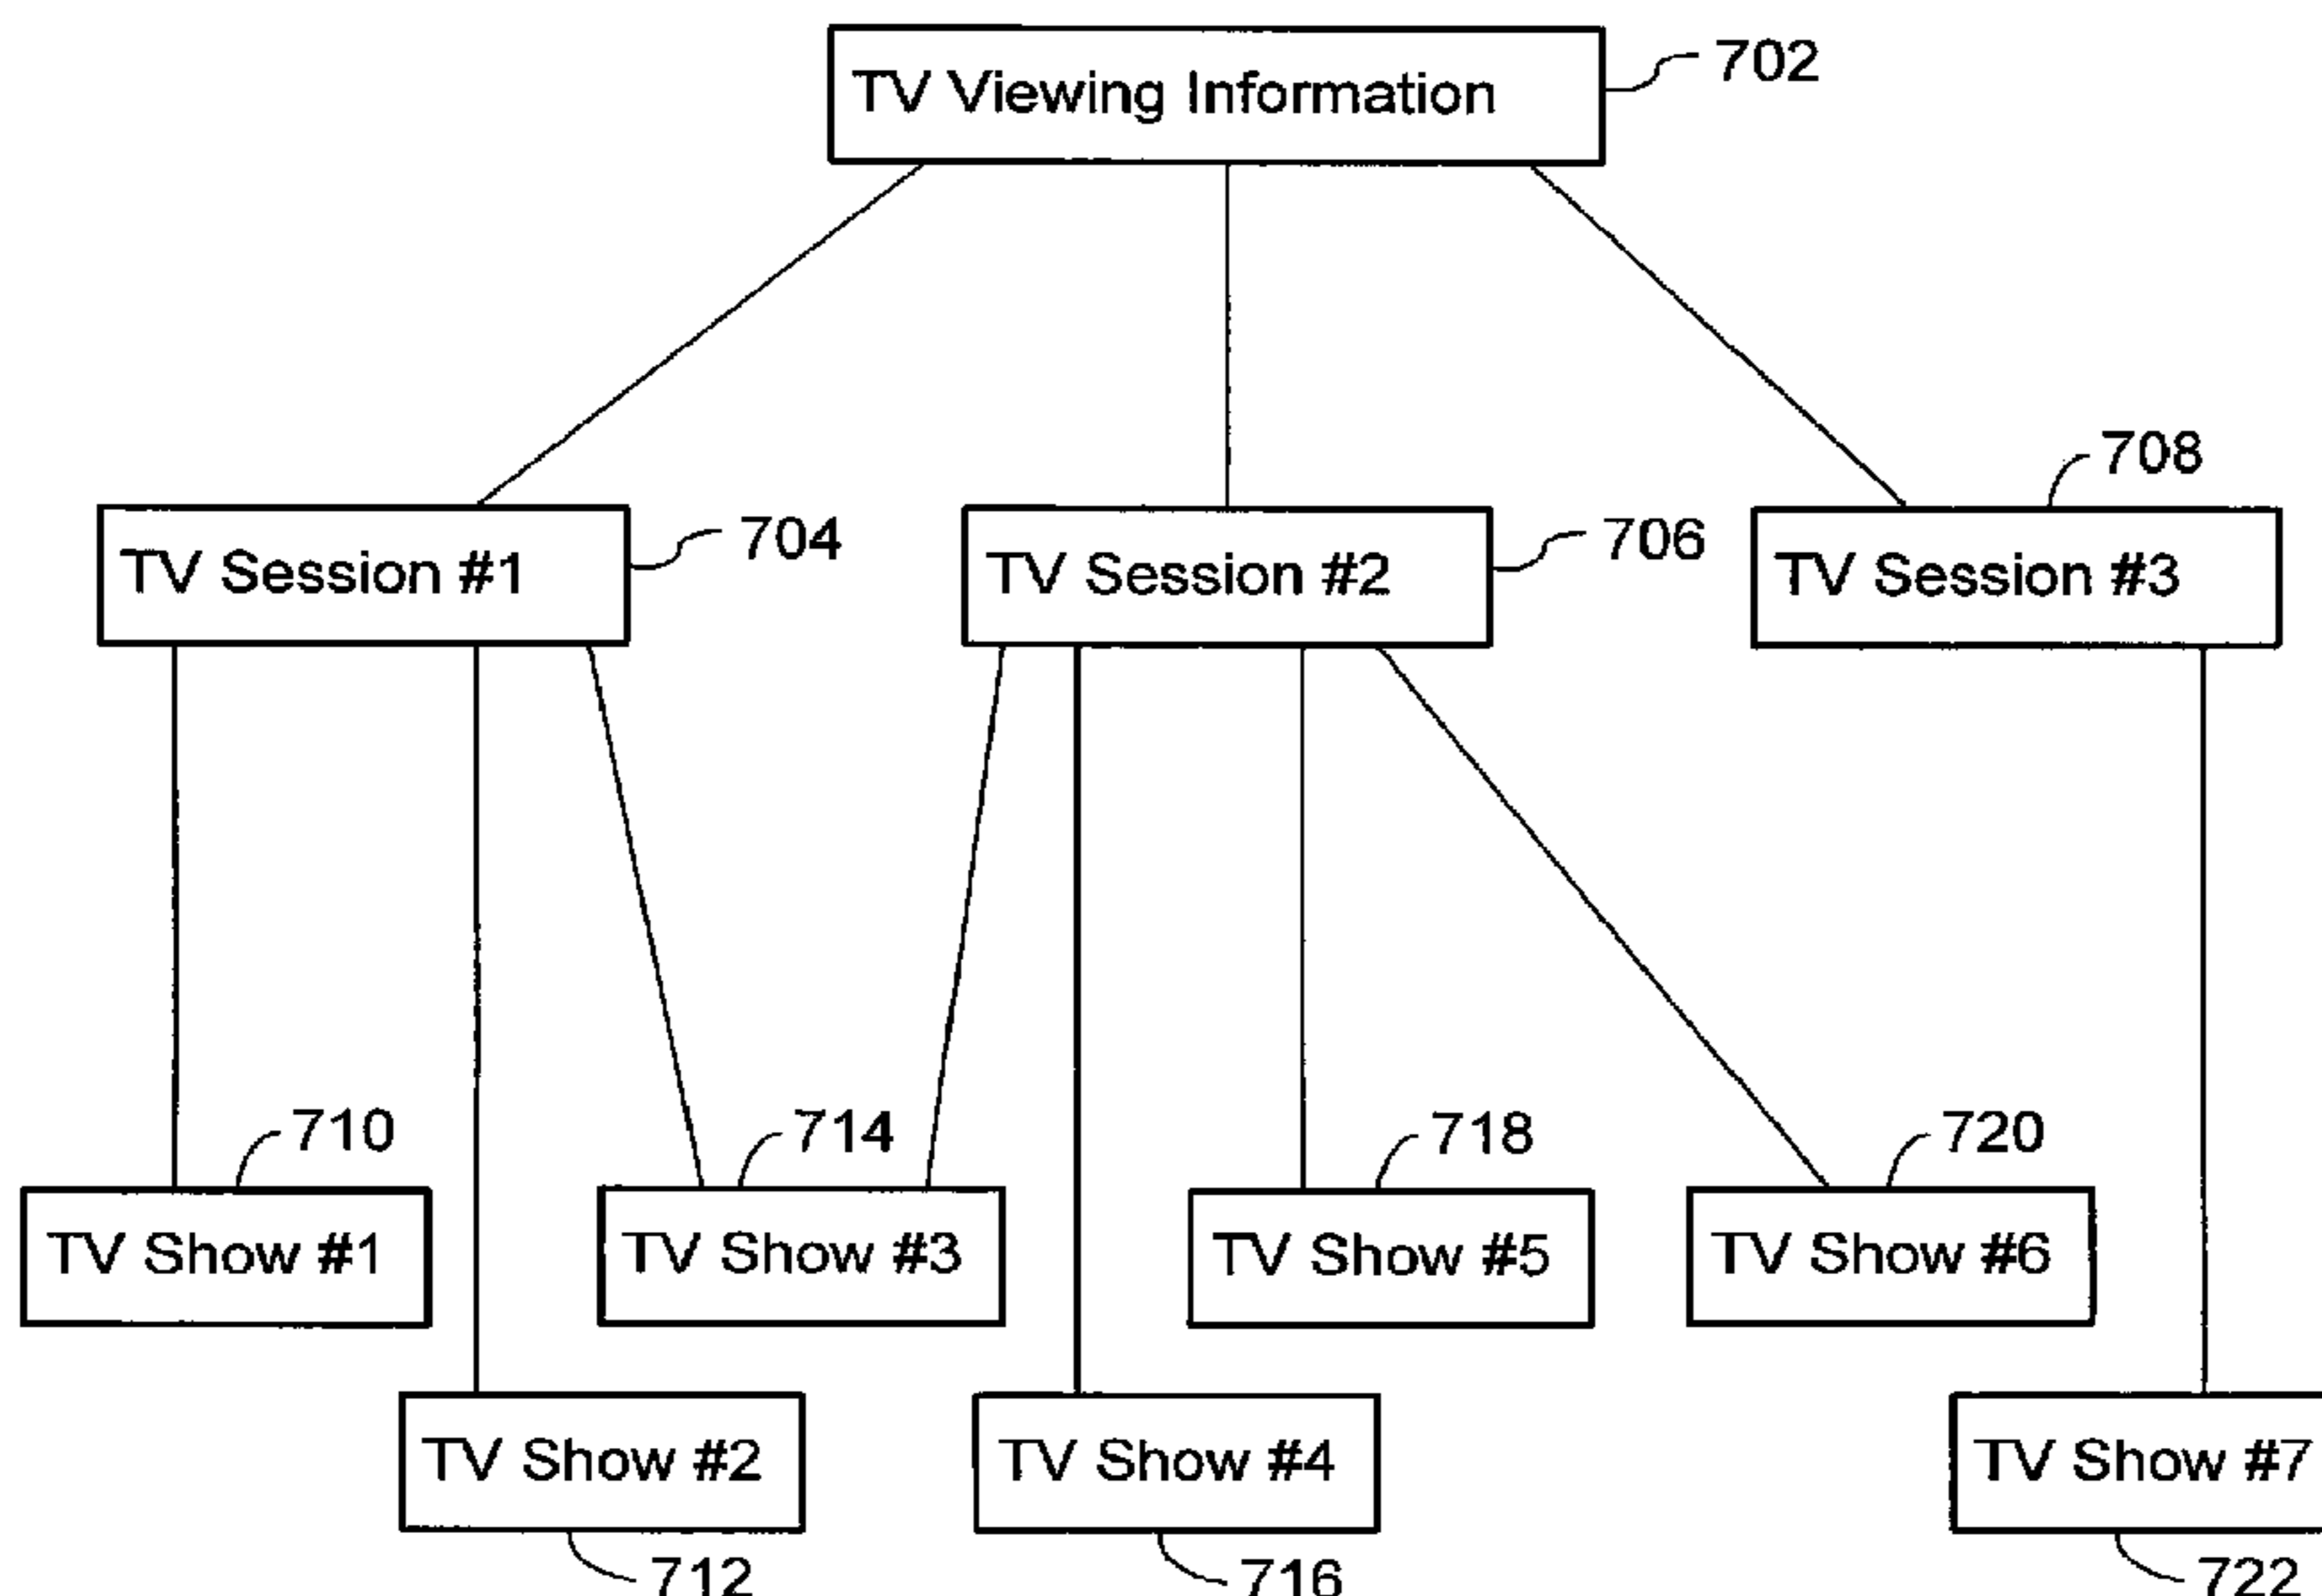 TV Viewing Information
702
TV Session #1
704
TV Session #2
706
TV Session #3
708
TV Show #1
710
TV Show #3
714
TV Show #5
718
TV Show #6
720
TV Show #2
712
TV Show #4
716
TV Show #7
722